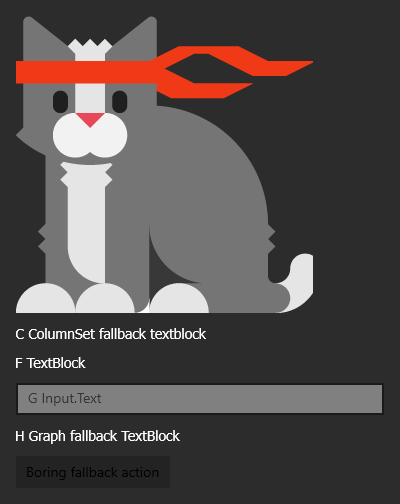 C ColumnSet fallback textblock
F TextBlock
G Input.Text
H Graph fallback TextBlock
Boring fallback action